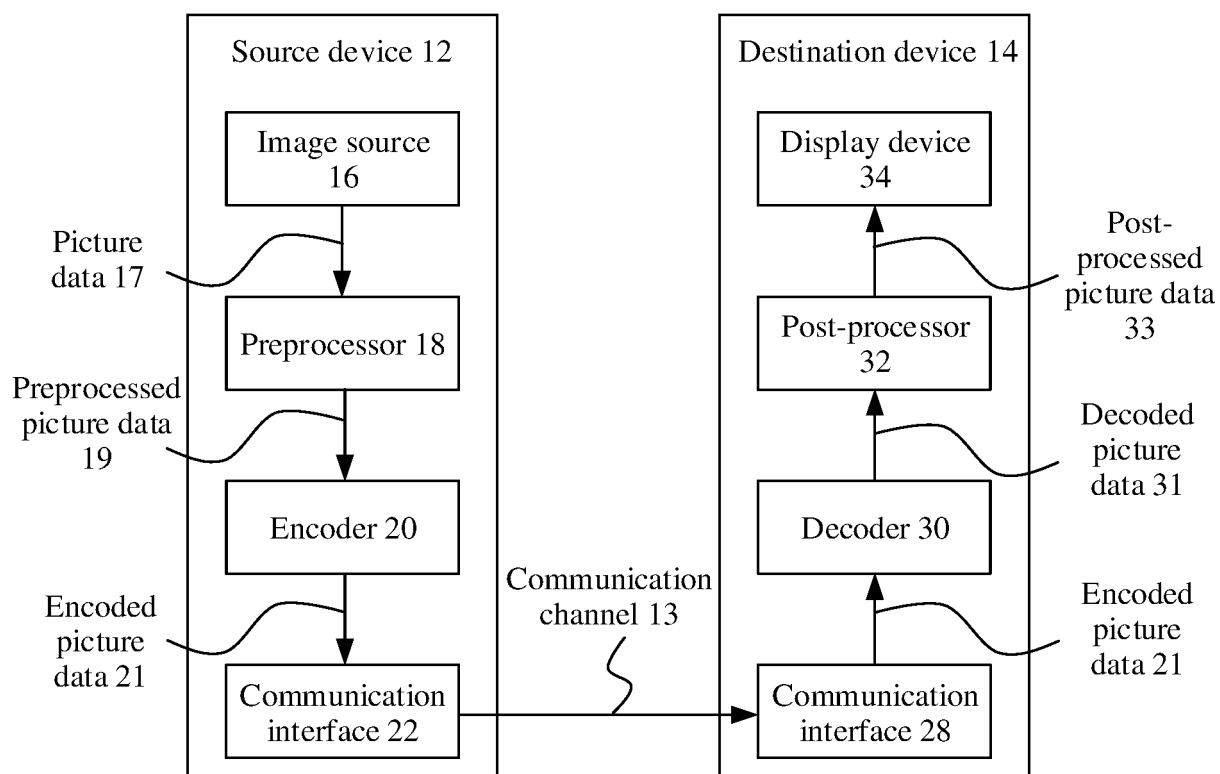 Source device 12
Image source
16
Picture
data 17
Preprocessor 18
Preprocessed
picture data
19
Encoder 20
Encoded
picture
data 21
Communication
interface 22
Communication
channel 13
Destination device 14
Display device
34
Post-
processed
picture data
33
Post-processor
32
Decoded
picture
data 31
Decoder 30
Encoded
picture
data 21
Communication
interface 28